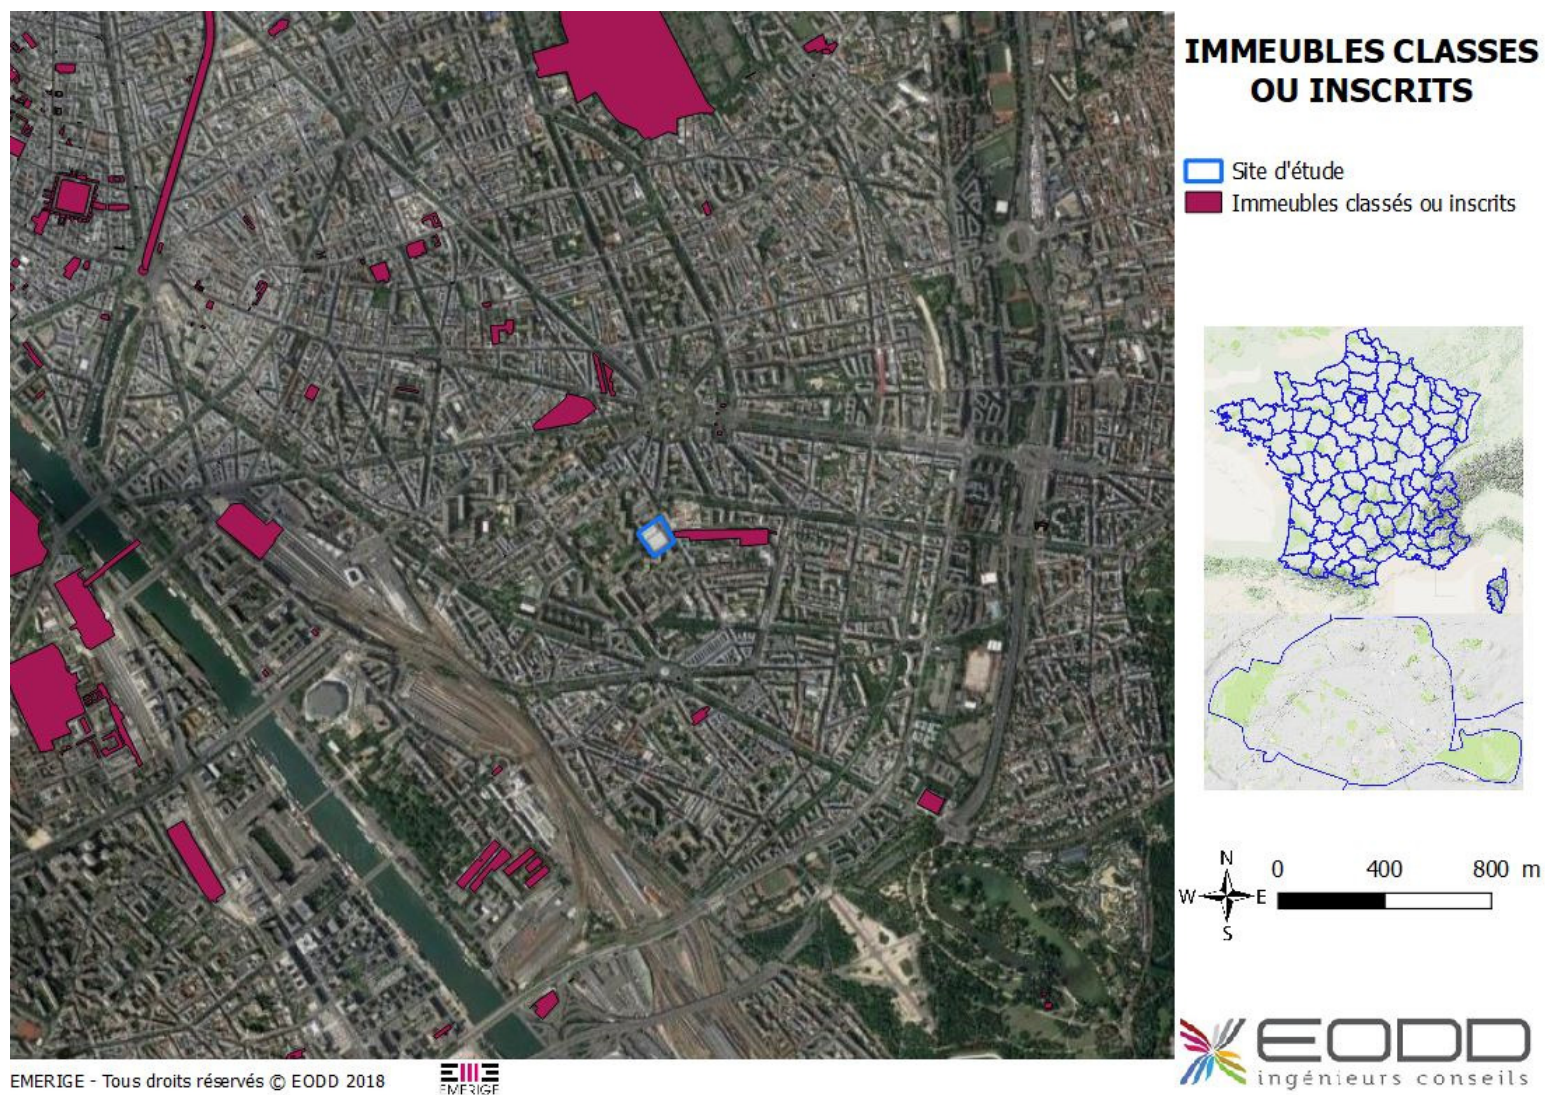 IMMEUBLES CLASSES
OU INSCRITS
Site d'étude
Immeubles classés ou inscrits
N
W E
S
0 400 800 m
EODD
ingénieurs conseils
EMERIGE - Tous droits réservés © EODD 2018
EMERIGE